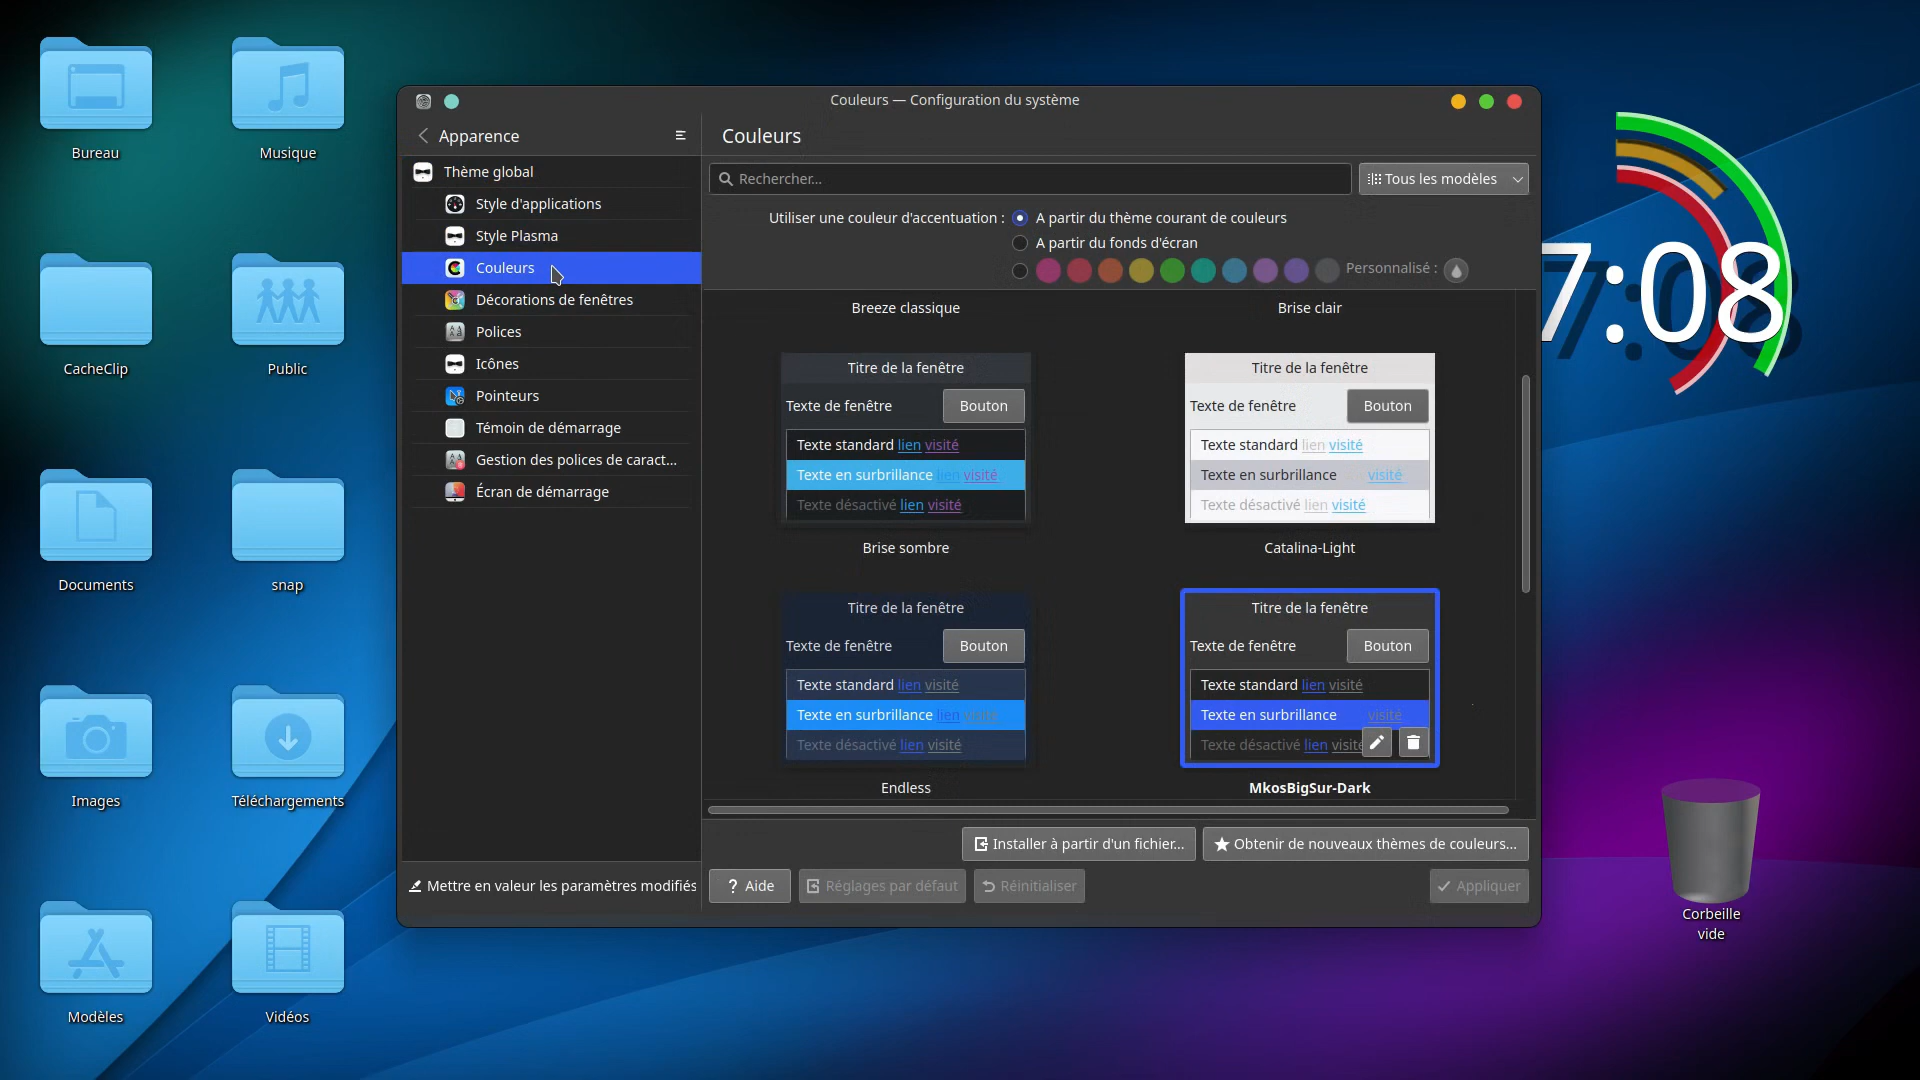 Bureau
Musique
CacheClip
Public
Documents
snap
Images
Téléchargements
Modèles
Vidéos
Couleurs — Configuration du système
Apparence
Thème global
Style d'applications
Style Plasma
Couleurs
Décorations de fenêtres
Polices
Icônes
Pointeurs
Témoin de démarrage
Gestion des polices de caract...
Écran de démarrage
Mettre en valeur les paramètres modifiés
Couleurs
Rechercher...
Tous les modèles
Utiliser une couleur d'accentuation :
A partir du thème courant de couleurs
A partir du fonds d'écran
Personnalisé :
Breeze classique
Brise clair
Titre de la fenêtre
Texte de fenêtre
Bouton
Texte standard lien visité
Texte en surbrillance lien visité
Texte désactivé lien visité
Brise sombre
Titre de la fenêtre
Texte de fenêtre
Bouton
Texte standard lien visité
Texte en surbrillance visité
Texte désactivé lien visité
Catalina-Light
Titre de la fenêtre
Texte de fenêtre
Bouton
Texte standard lien visité
Texte en surbrillance lien visité
Texte désactivé lien visité
Endless
Titre de la fenêtre
Texte de fenêtre
Bouton
Texte standard lien visité
Texte en surbrillance visité
Texte désactivé lien visité
MkosBigSur-Dark
Installer à partir d'un fichier...
Obtenir de nouveaux thèmes de couleurs...
? Aide
Réglages par défaut
Réinitialiser
Appliquer
7:08
Corbeille
vide